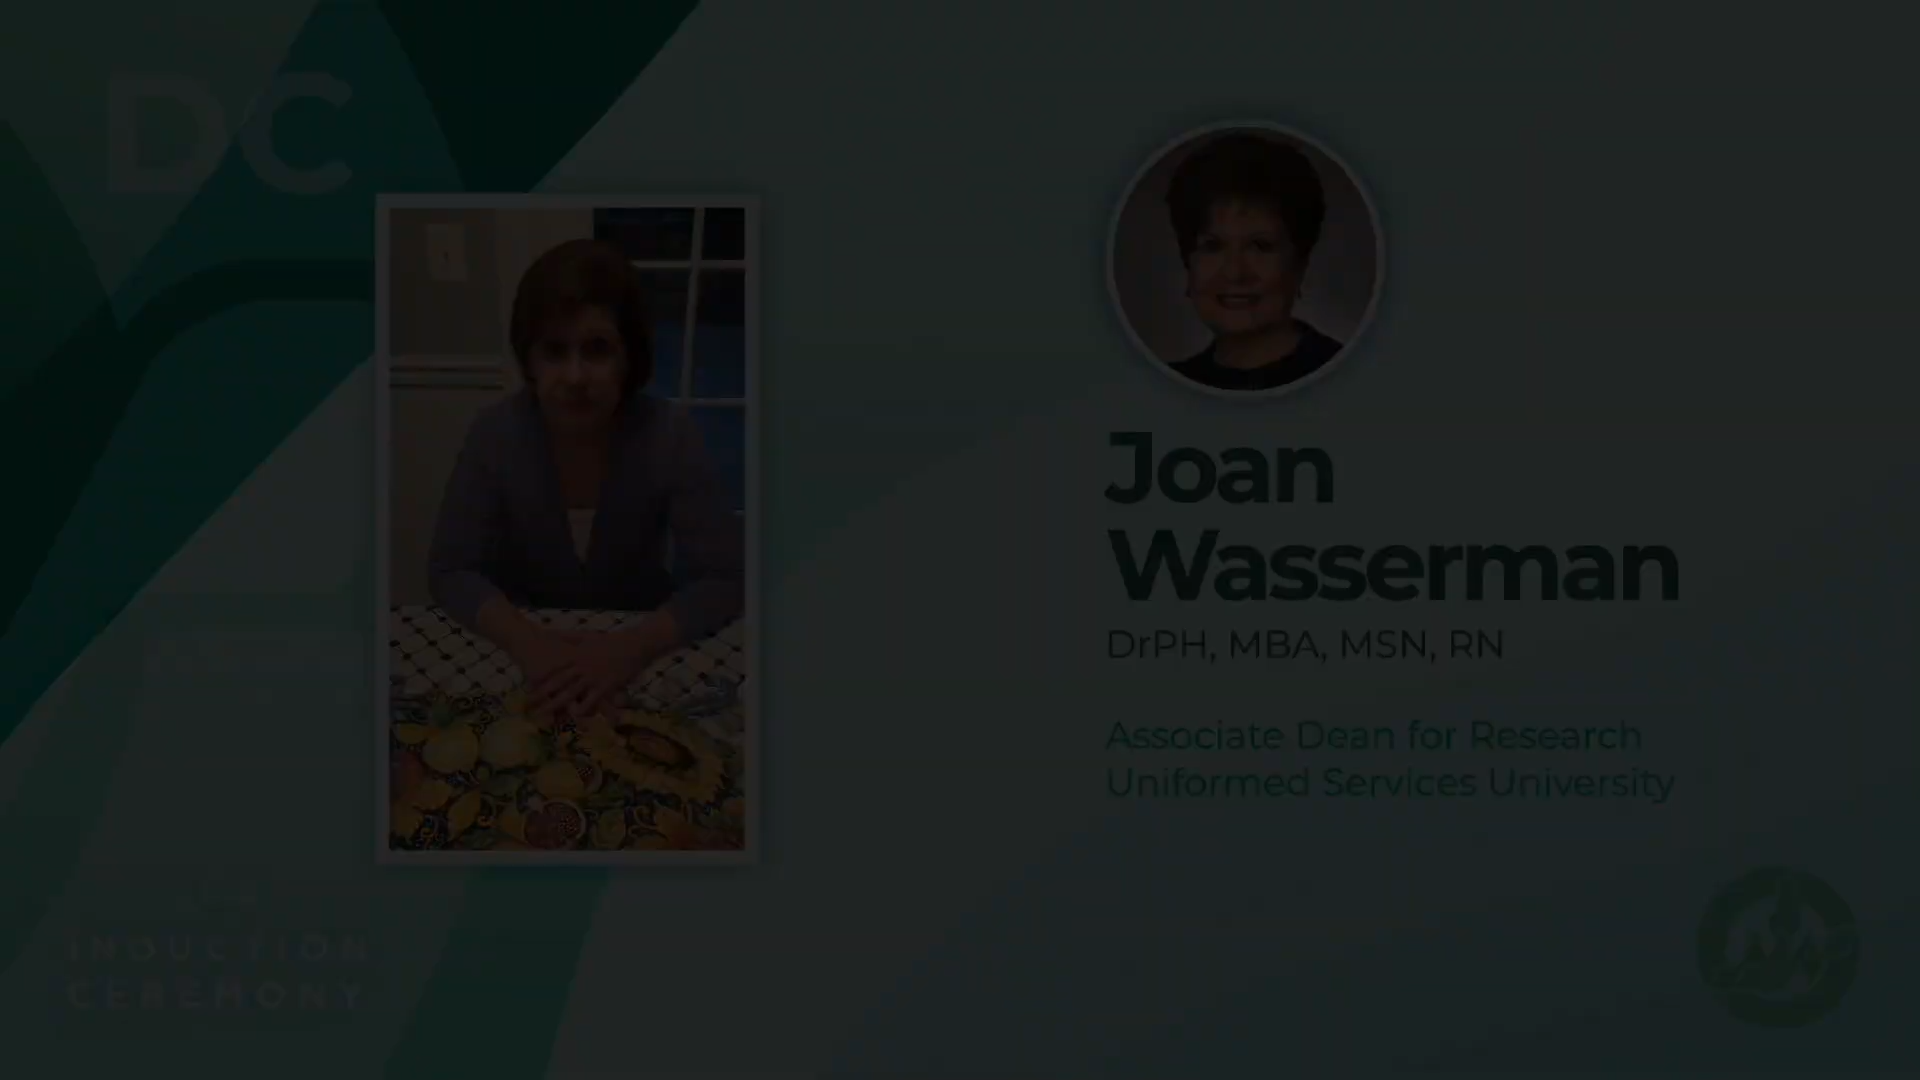 DC
Joan
Wasserman
DrPH, MBA, MSN, RN
Associate Dean for Research
Uniformed Services University
INDUCTION
CEREMONY